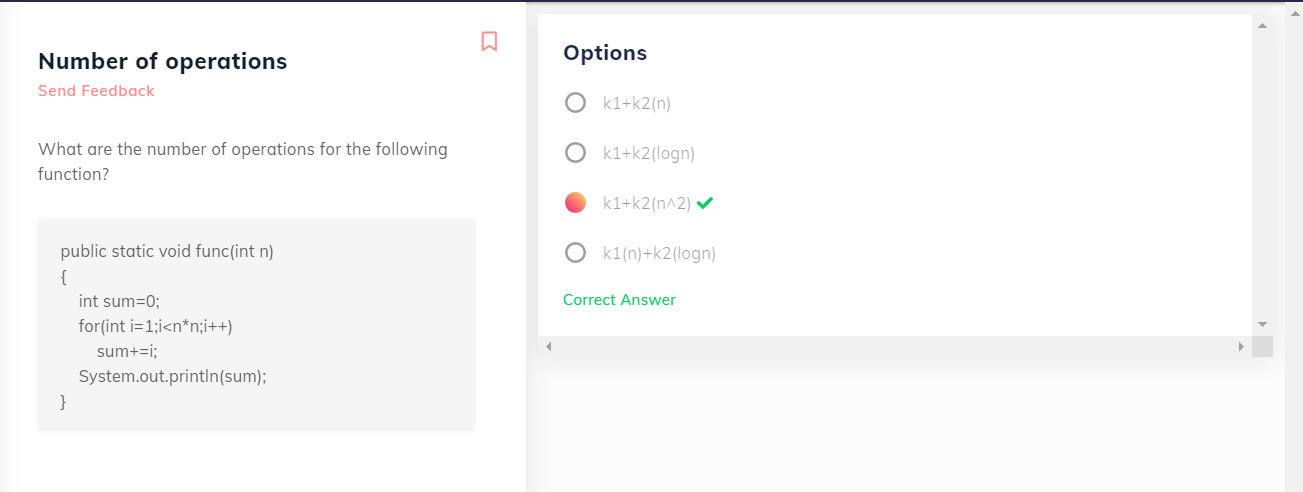 Number of operations
Send Feedback
What are the number of operations for the following
function?
public static void func(int n)
{
int sum=0;
for(int i=1;i<n*n;i++)
sum+=i;
System.out.println(sum);
}
Options
k1+k2(n)
k1+k2(logn)
k1+k2(n^2)
k1(n)+k2(logn)
Correct Answer